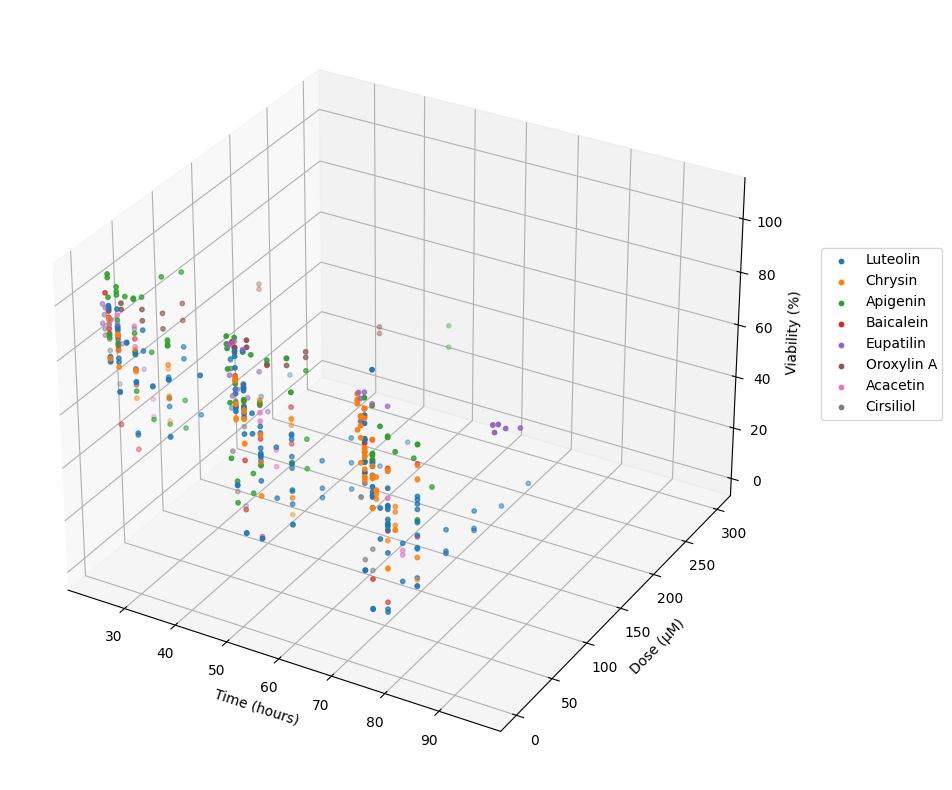 100
80
60
40
20
0
Viability (%)
300
250
200
150
100
50
0
Dose (μM)
30
40
50
60
70
80
90
Time (hours)
Luteolin
Chrysin
Apigenin
Baicalein
Eupatilin
Oroxylin A
Acacetin
Cirsiliol